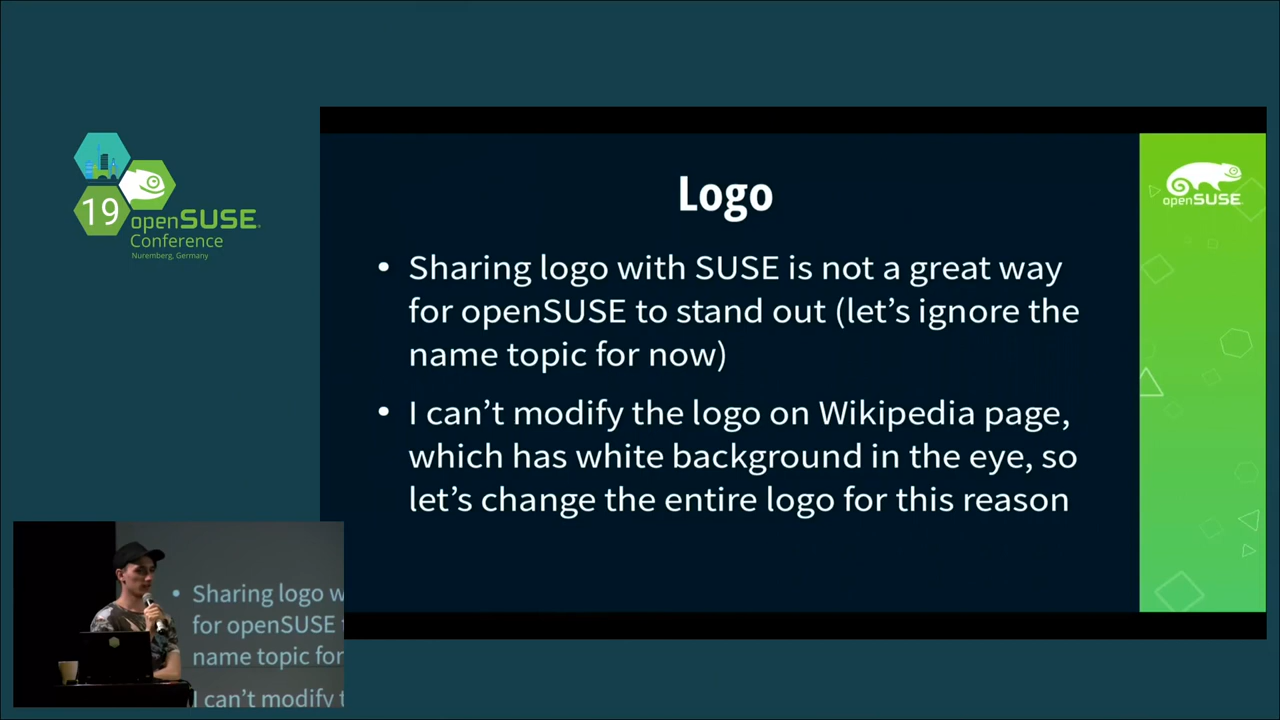 19
openSUSE
Conference
Nuremberg, Germany
Logo
• Sharing logo with SUSE is not a great way
for openSUSE to stand out (let’s ignore the
name topic for now)
• I can’t modify the logo on Wikipedia page,
which has white background in the eye, so
let’s change the entire logo for this reason
openSUSE
• Sharing logo w
for openSUSE
name topic for
I can’t modify t